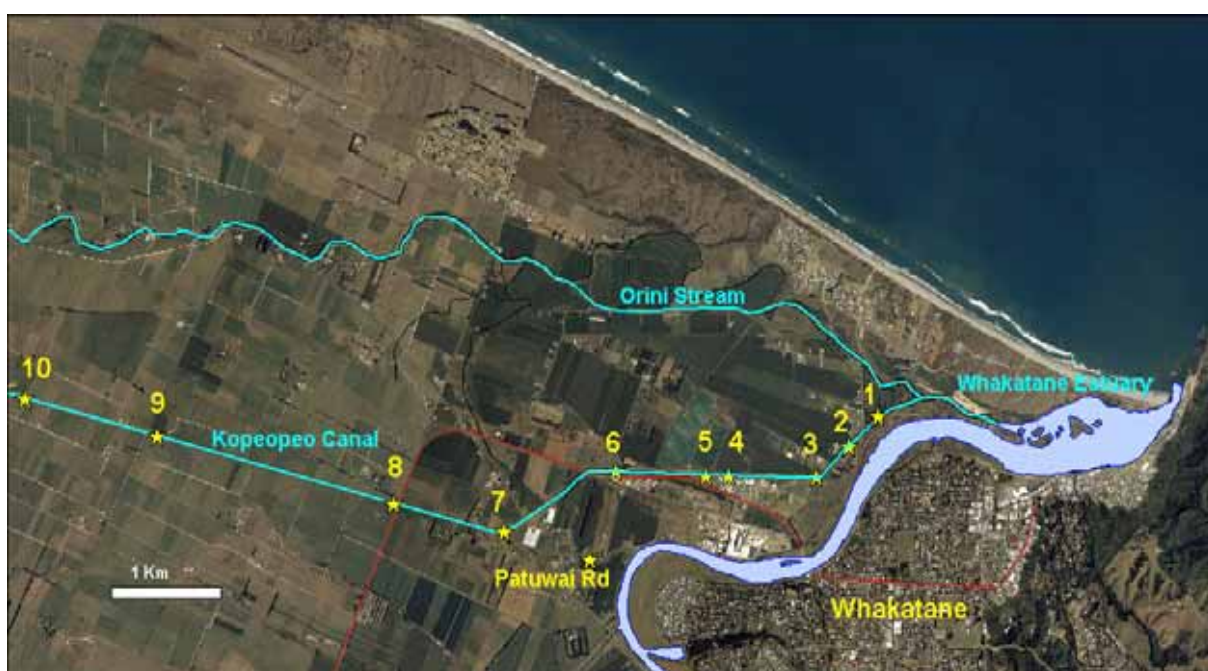 Orini Stream
Whakatane Estuary
10
9
Kopeopeo Canal
8
7
6
5
4
3
2
1
1 Km
Patuwai Rd
Whakatane